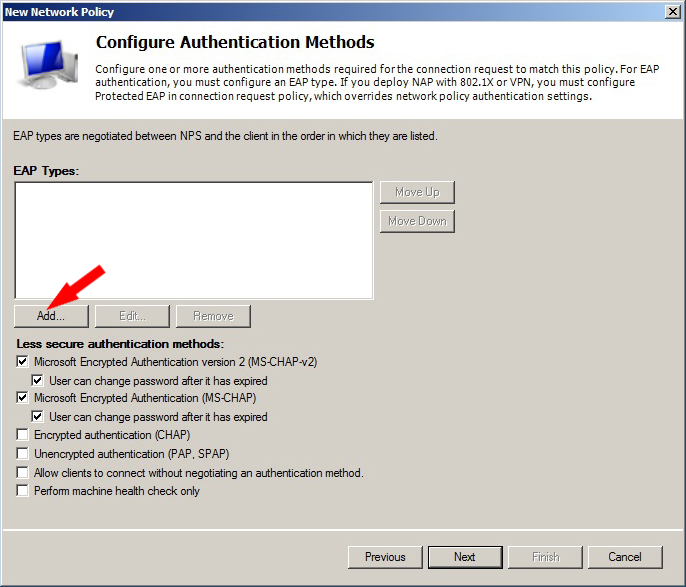 New Network Policy
Configure Authentication Methods
Configure one or more authentication methods required for the connection request to match this policy. For EAP
authentication, you must configure an EAP type. If you deploy NAP with 802.1X or VPN, you must configure
Protected EAP in connection request policy, which overrides network policy authentication settings.
EAP types are negotiated between NPS and the client in the order in which they are listed.
EAP Types:
Move Up
Move Down
Add... Edit... Remove
Less secure authentication methods:
Microsoft Encrypted Authentication version 2 (MS-CHAP-v2)
User can change password after it has expired
Microsoft Encrypted Authentication (MS-CHAP)
User can change password after it has expired
Encrypted authentication (CHAP)
Unencrypted authentication (PAP, SPAP)
Allow clients to connect without negotiating an authentication method.
Perform machine health check only
Previous Next Finish Cancel